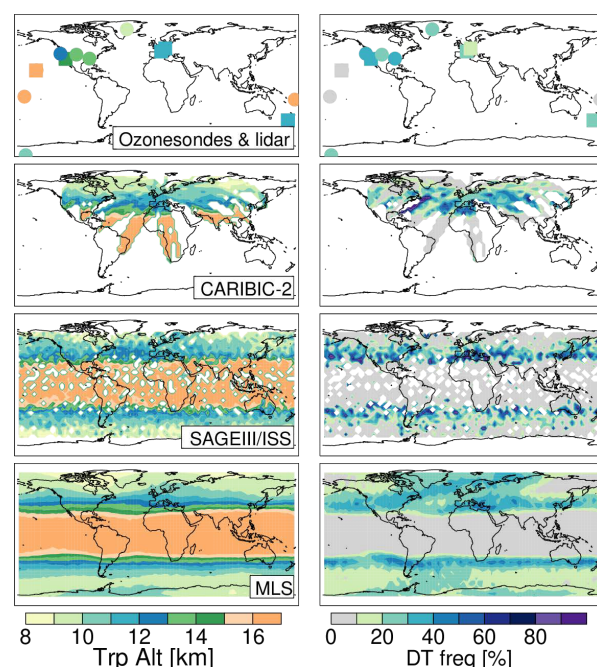 Ozonesondes & lidar
CARIBIC-2
SAGEIII/ISS
MLS
8 10 12 14 16
Trp Alt [km]
0 20 40 60 80
DT freq [%]